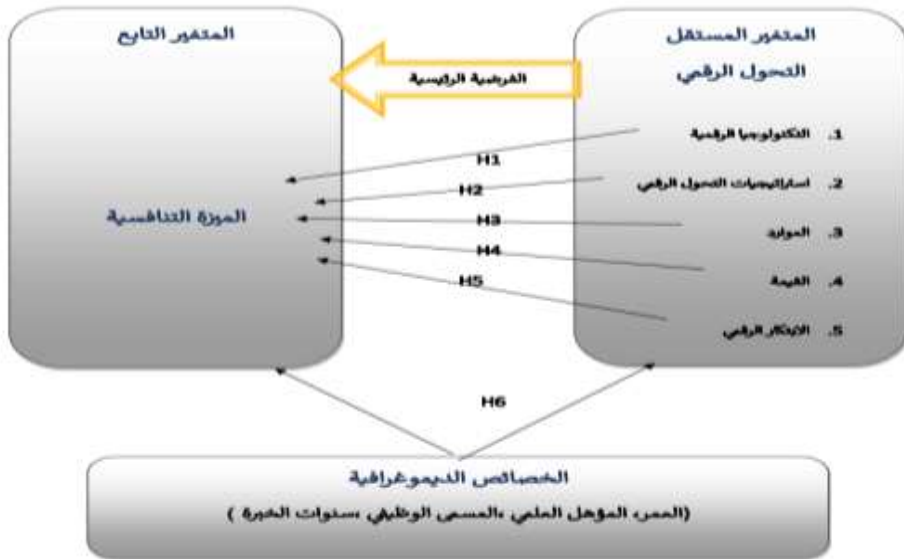 المتغير المستقل
التحول الرقمي
1. التكنولوجيا الرقمية
2. استراتيجيات التحول الرقمي
3. الموارد
4. القيمة
5. الابتكار الرقمي
الفرضية الرئيسية
H1
H2
H3
H4
H5
المتغير التابع
الميزة التنافسية
H6
الخصائص الديموغرافية
(العمر، المؤهل العلمي ،المسمى الوظيفي ،سنوات الخبرة )